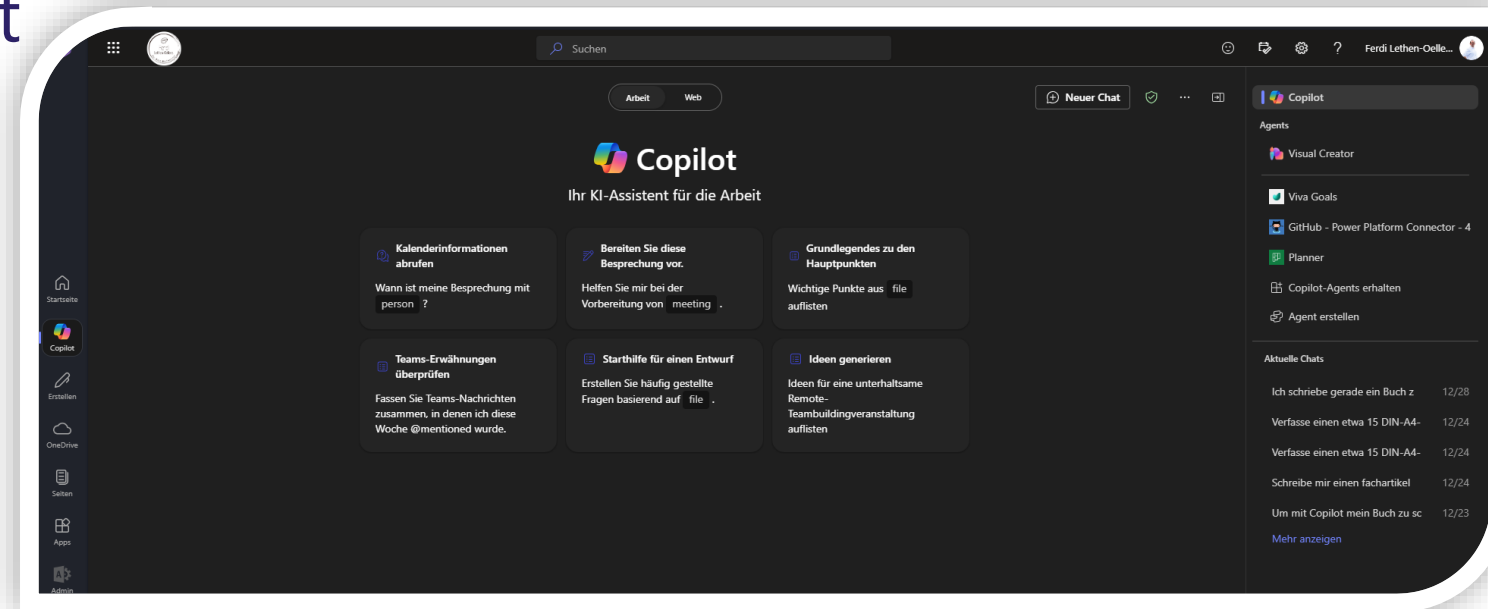 t
Suchen
Ferdi Lethen-Oelle...
Arbeit Web
Neuer Chat
Copilot
Ihr KI-Assistent für die Arbeit
Kalenderinformationen
abrufen
Wann ist meine Besprechung mit
person ?
Bereiten Sie diese
Besprechung vor.
Helfen Sie mir bei der
Vorbereitung von meeting .
Grundlegendes zu den
Hauptpunkten
Wichtige Punkte aus file
auflisten
Teams-Erwähnungen
überprüfen
Fassen Sie Teams-Nachrichten
zusammen, in denen ich diese
Woche @mentioned wurde.
Starthilfe für einen Entwurf
Erstellen Sie häufig gestellte
Fragen basierend auf file .
Ideen generieren
Ideen für eine unterhaltsame
Remote-
Teambuildingveranstaltung
auflisten
Startseite
Copilot
Erstellen
OneDrive
Seiten
Apps
Admin
Copilot
Agents
Visual Creator
Viva Goals
GitHub - Power Platform Connector - 4
Planner
Copilot-Agents erhalten
Agent erstellen
Aktuelle Chats
Ich schriebe gerade ein Buch z 12/28
Verfasse einen etwa 15 DIN-A4- 12/24
Verfasse einen etwa 15 DIN-A4- 12/24
Schreibe mir einen fachartikel 12/24
Um mit Copilot mein Buch zu sc 12/23
Mehr anzeigen